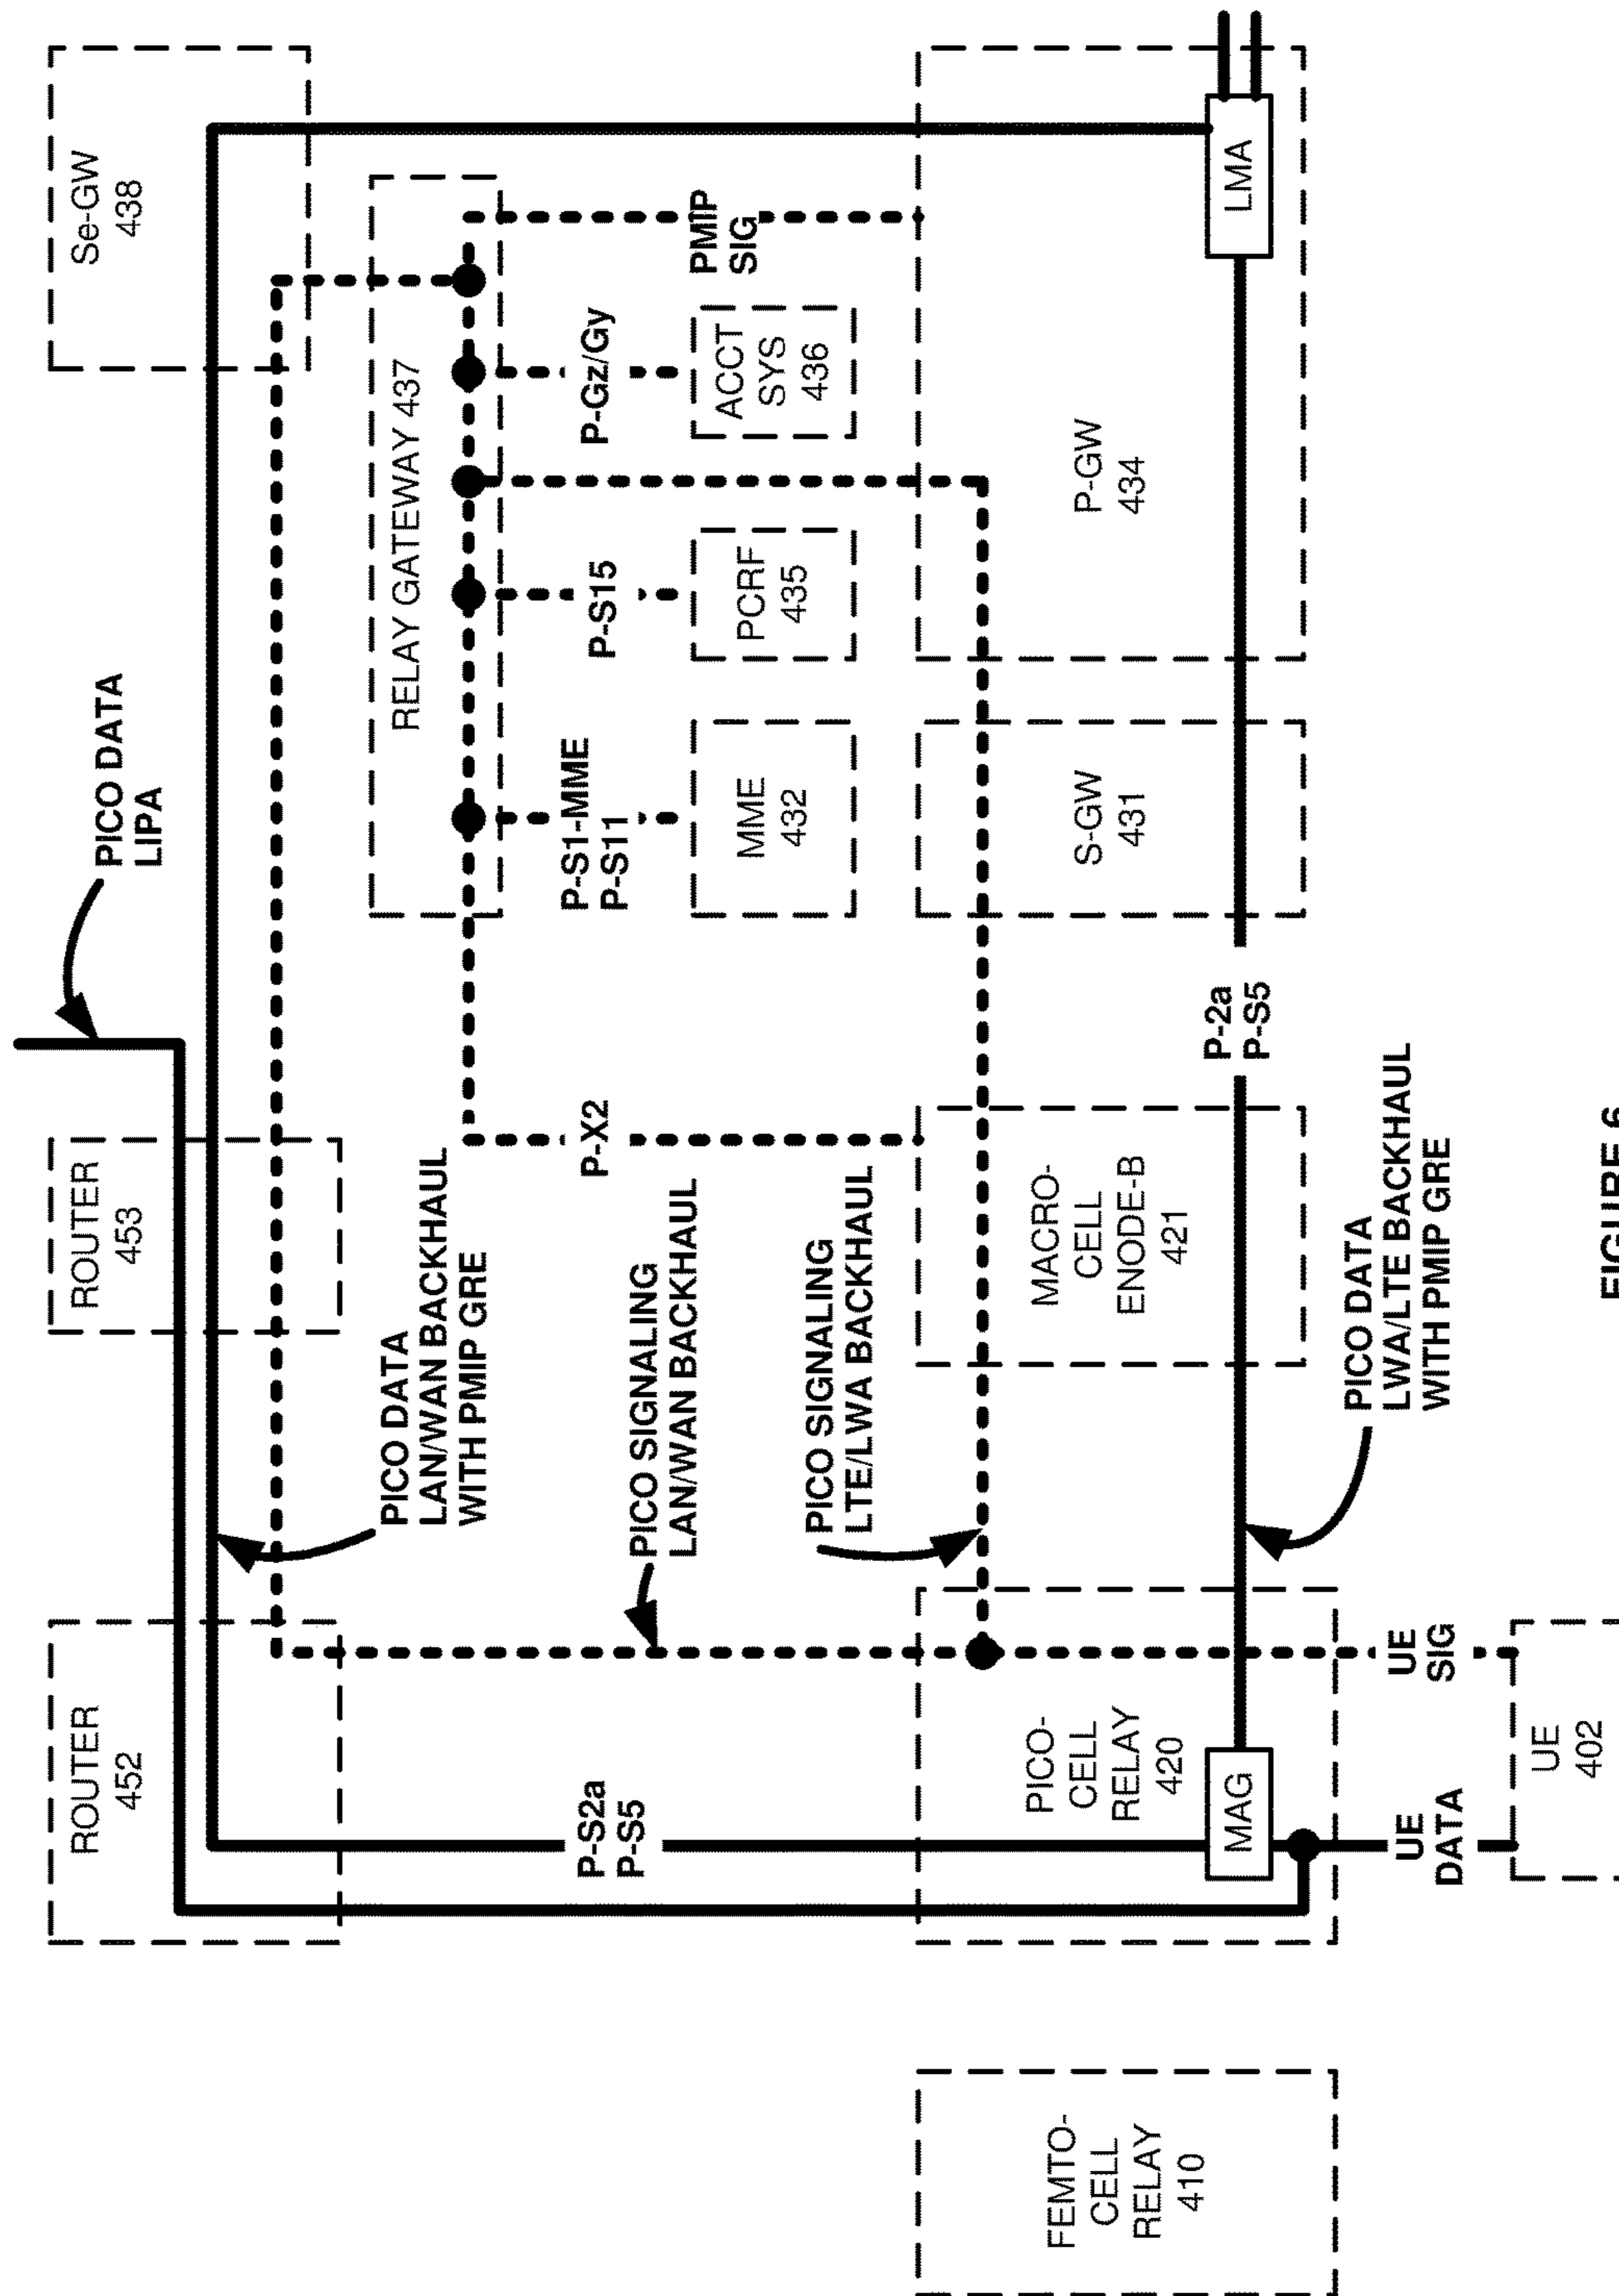 ROUTER
452
ROUTER
453
Se-GW
438
PICO DATA
LIPA
PICO DATA
LAN/WAN BACKHAUL
WITH PMIP GRE
RELAY GATEWAY 437
P-S2a
P-S5
PICO SIGNALING
LAN/WAN BACKHAUL
P-X2
P-S1-MME
P-S11
P-S15
P-Gz/Gy
PMIP
SIG
PICO SIGNALING
LTE/LWA BACKHAUL
MME
432
PCRF
435
ACCT
SYS
436
FEMTO-
CELL
RELAY
410
PICO-
CELL
RELAY
420
MACRO-
CELL
ENODE-B
421
S-GW
431
P-GW
434
MAG
P-2a
P-S5
LMA
PICO DATA
LWA/LTE BACKHAUL
WITH PMIP GRE
UE
DATA
UE
SIG
UE
402
FIGURE 6